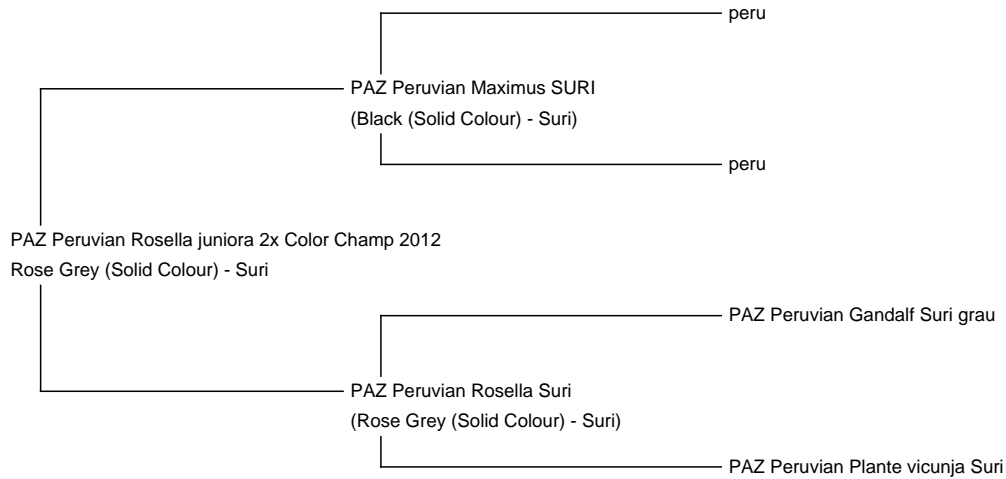 peru
PAZ Peruvian Maximus SURI
(Black (Solid Colour) - Suri)
peru
PAZ Peruvian Rosella juniora 2x Color Champ 2012
Rose Grey (Solid Colour) - Suri
PAZ Peruvian Gandalf Suri grau
PAZ Peruvian Rosella Suri
(Rose Grey (Solid Colour) - Suri)
PAZ Peruvian Plante vicunja Suri